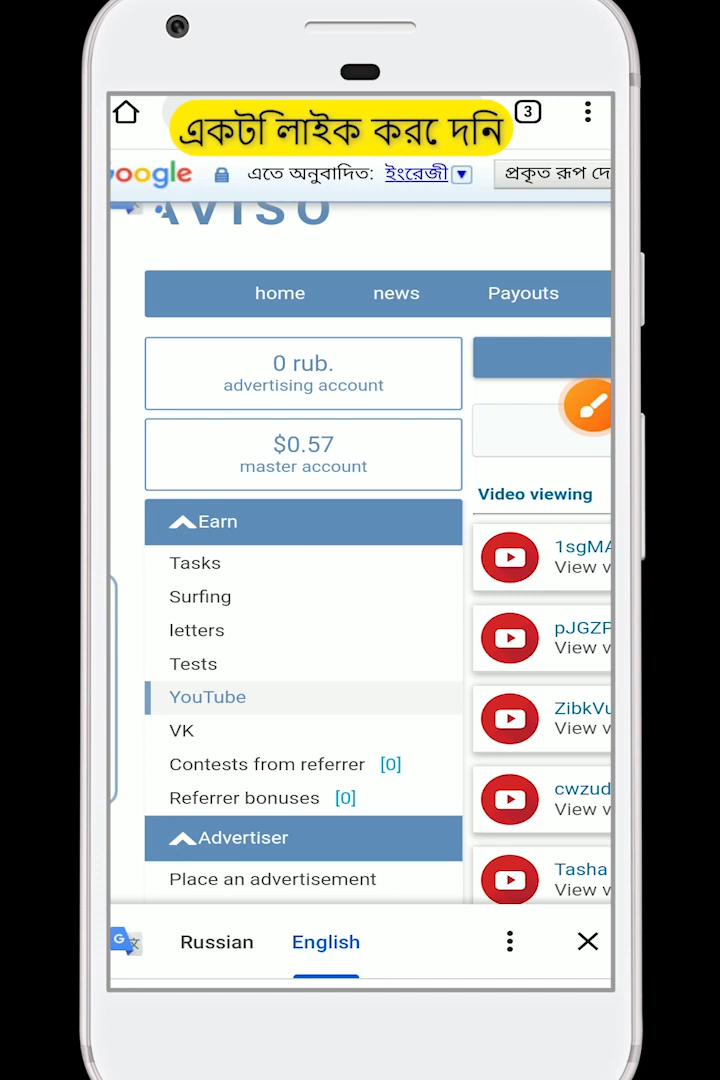 একটা লাইক করে দিন
3
oogle
এতে অনুবাদিত: ইংরেজী
প্রকৃত রূপ দে
AVISO
home news Payouts
0 rub.
advertising account
$0.57
master account
Earn
Tasks
Surfing
letters
Tests
YouTube
VK
Contests from referrer [0]
Referrer bonuses [0]
Advertiser
Place an advertisement
Video viewing
1sgMA
View v
pJGZP
View v
ZibkVu
View v
cwzud
View v
Tasha
View v
Russian English